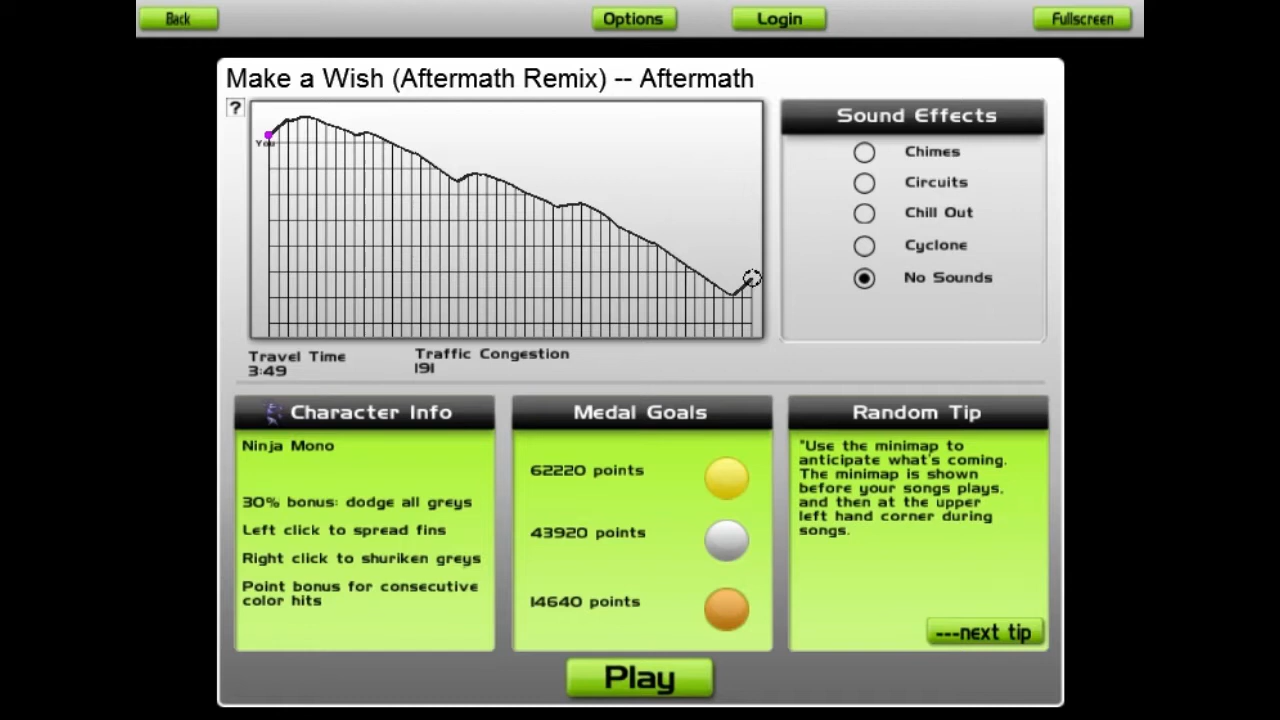 Back
Options
Login
Fullscreen
Make a Wish (Aftermath Remix) -- Aftermath
?
You
Sound Effects
Chimes
Circuits
Chill Out
Cyclone
No Sounds
Travel Time
3:49
Traffic Congestion
191
Character Info
Ninja Mono
30% bonus: dodge all greys
Left click to spread fins
Right click to shuriken greys
Point bonus for consecutive
color hits
Medal Goals
62220 points
43920 points
14640 points
Random Tip
"Use the minimap to
anticipate what's coming.
The minimap is shown
before your songs plays,
and then at the upper
left hand corner during
songs.
---next tip
Play